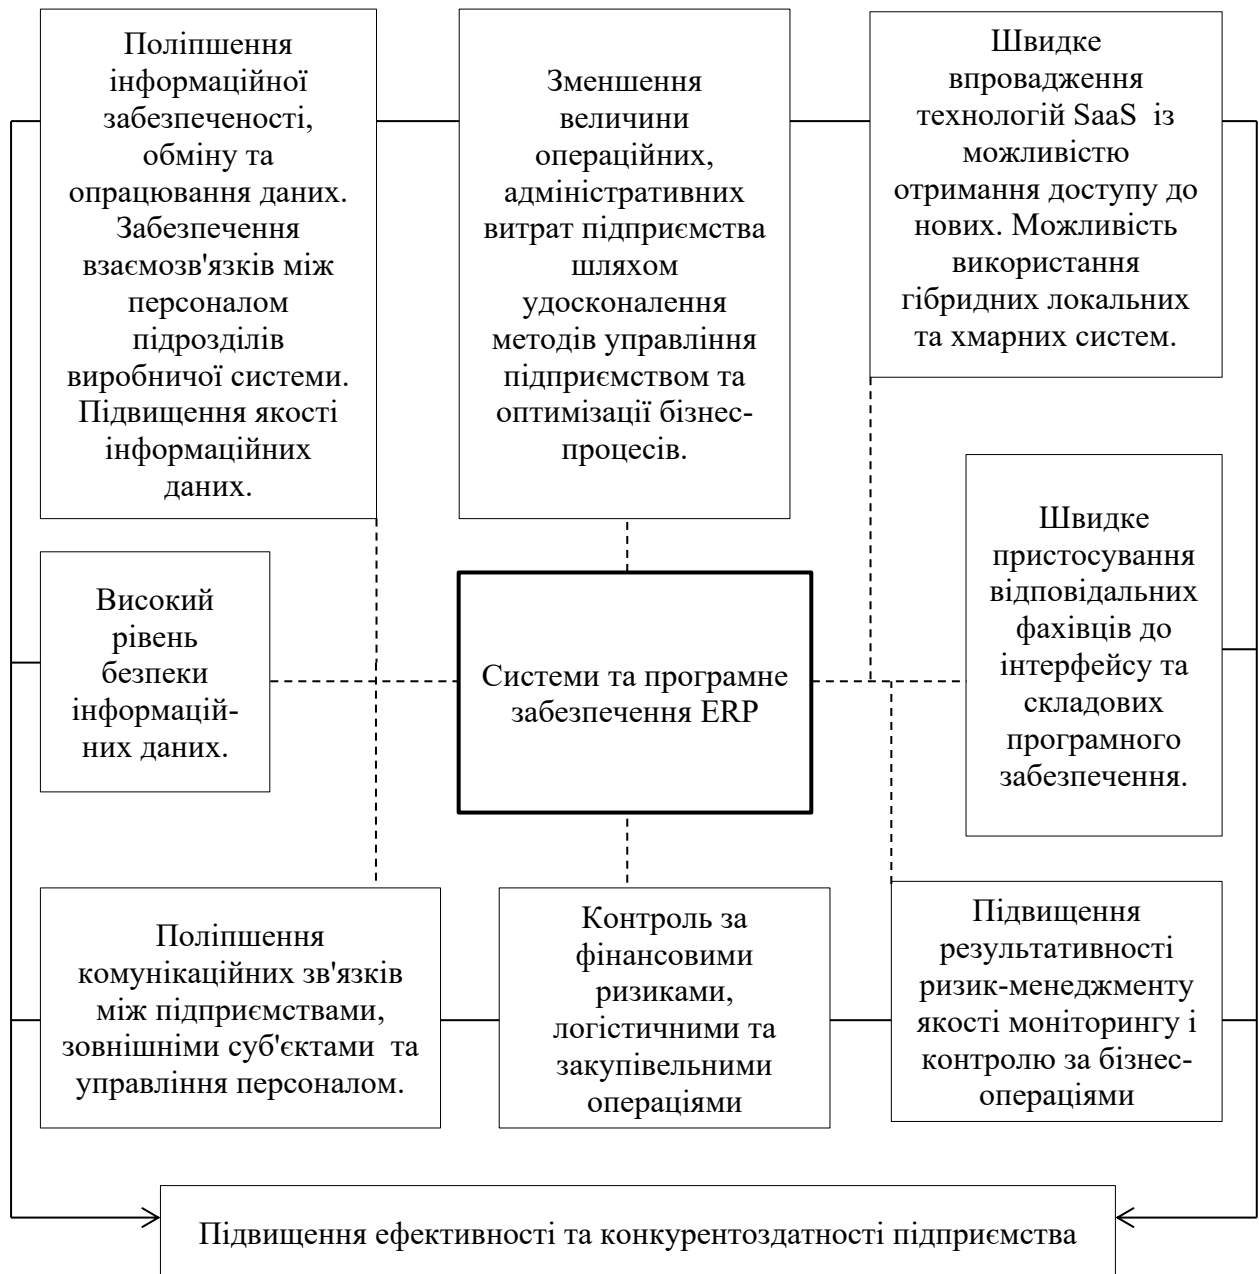 Поліпшення
інформаційної
забезпеченості,
обміну та
опрацювання даних.
Забезпечення
взаємозв'язків між
персоналом
підрозділів
виробничої системи.
Підвищення якості
інформаційних
даних.
Зменшення
величини
операційних,
адміністративних
витрат підприємства
шляхом
удосконалення
методів управління
підприємством та
оптимізації бізнес-
процесів.
Швидке
впровадження
технологій SaaS  із
можливістю
отримання доступу до
нових. Можливість
використання
гібридних локальних
та хмарних систем.
Високий
рівень
безпеки
інформацій-
них даних.
Системи та програмне
забезпечення ERP
Швидке
пристосування
відповідальних
фахівців до
інтерфейсу та
складових
програмного
забезпечення.
Поліпшення
комунікаційних зв'язків
між підприємствами,
зовнішніми суб'єктами  та
управління персоналом.
Контроль за
фінансовими
ризиками,
логістичними та
закупівельними
операціями
Підвищення
результативності
ризик-менеджменту
якості моніторингу і
контролю за бізнес-
операціями
Підвищення ефективності та конкурентоздатності підприємства